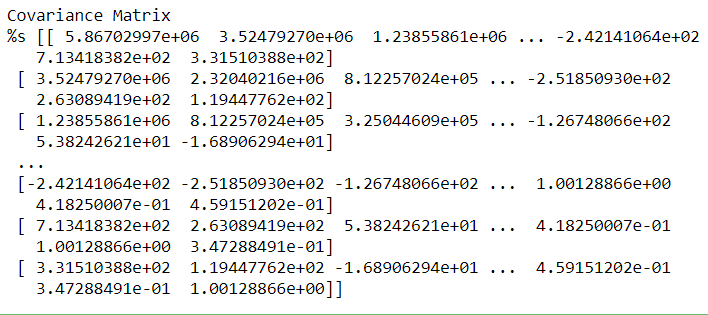 Covariance Matrix
%s [[ 5.86702997e+06  3.52479270e+06  1.23855861e+06 ... -2.42141064e+02
   7.13418382e+02  3.31510388e+02]
 [ 3.52479270e+06  2.32040216e+06  8.12257024e+05 ... -2.51850930e+02
   2.63089419e+02  1.19447762e+02]
 [ 1.23855861e+06  8.12257024e+05  3.25044609e+05 ... -1.26748066e+02
   5.38242621e+01 -1.68906294e+01]
 ...
 [-2.42141064e+02 -2.51850930e+02 -1.26748066e+02 ...  1.00128866e+00
   4.18250007e-01  4.59151202e-01]
 [ 7.13418382e+02  2.63089419e+02  5.38242621e+01 ...  4.18250007e-01
   1.00128866e+00  3.47288491e-01]
 [ 3.31510388e+02  1.19447762e+02 -1.68906294e+01 ...  4.59151202e-01
   3.47288491e-01  1.00128866e+00]]